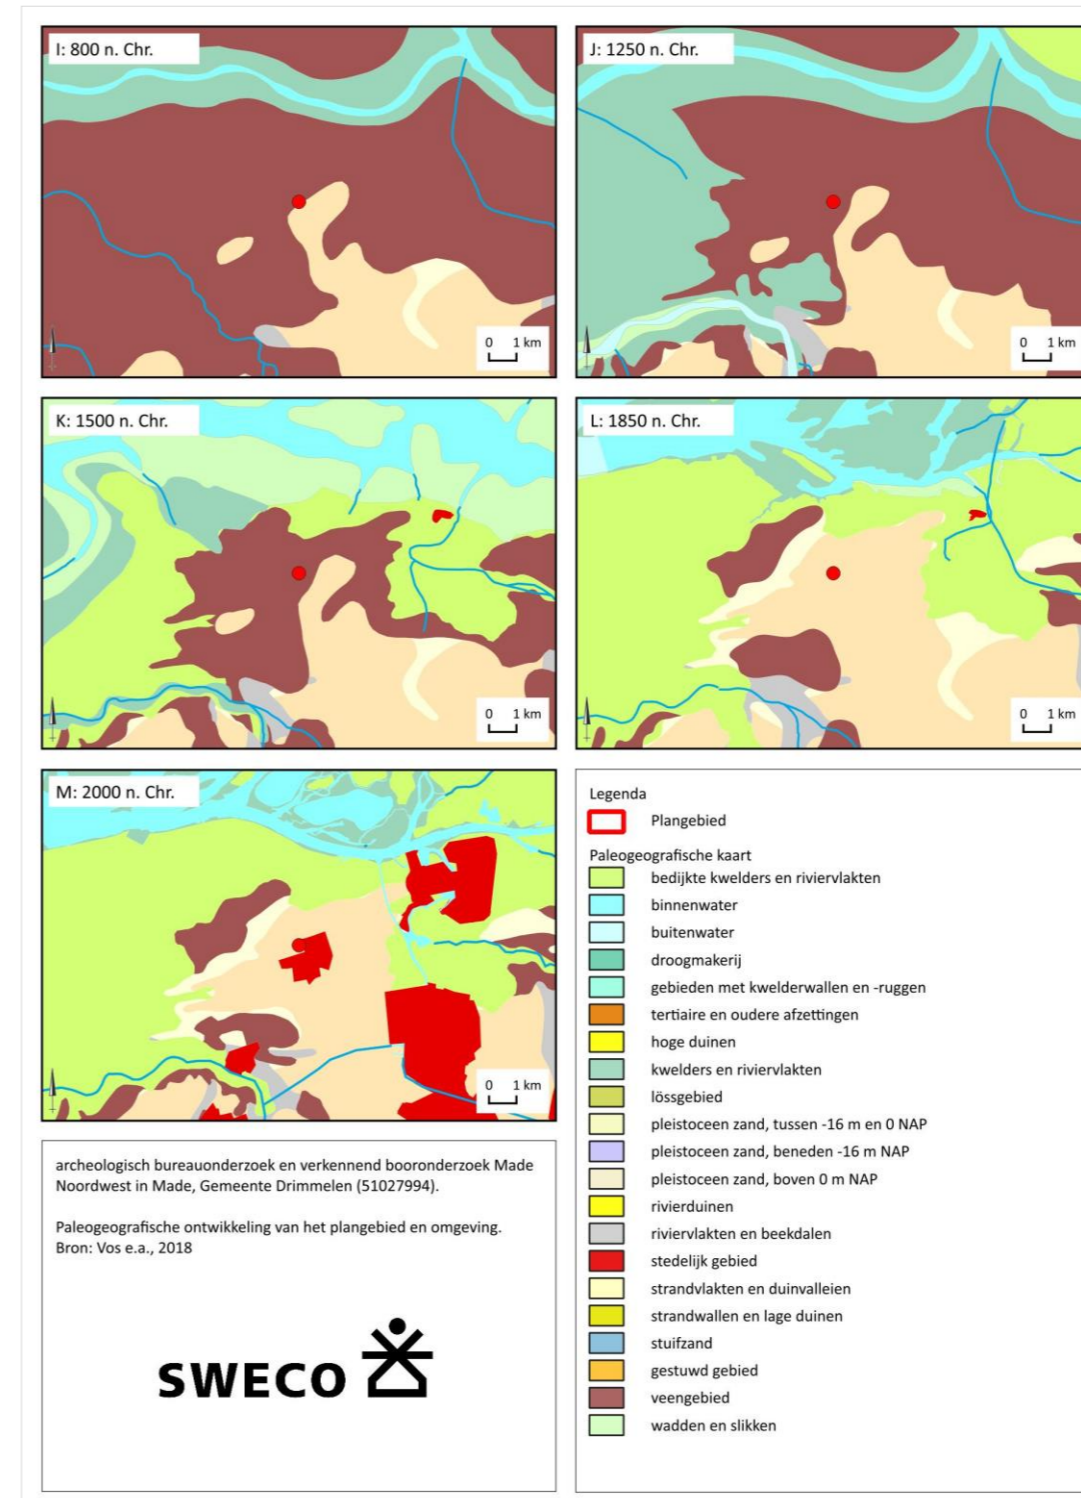 I: 800 n. Chr.
0 1 km
J: 1250 n. Chr.
0 1 km
K: 1500 n. Chr.
0 1 km
L: 1850 n. Chr.
0 1 km
M: 2000 n. Chr.
0 1 km
archeologisch bureauonderzoek en verkennend booronderzoek Made
Noordwest in Made, Gemeente Drimmelen (51027994).
Paleogeografische ontwikkeling van het plangebied en omgeving.
Bron: Vos e.a., 2018
SWECO
Legenda
Plangebied
Paleogeografische kaart
bedijkte kwelders en riviervlakten
binnenwater
buitenwater
droogmakerij
gebieden met kwelderwallen en -ruggen
tertiaire en oudere afzettingen
hoge duinen
kwelders en riviervlakten
lössgebied
pleistoceen zand, tussen -16 m en 0 NAP
pleistoceen zand, beneden -16 m NAP
pleistoceen zand, boven 0 m NAP
rivierduinen
riviervlakten en beekdalen
stedelijk gebied
strandvlakten en duinvalleien
strandwallen en lage duinen
stuifzand
gestuwd gebied
veengebied
wadden en slikken